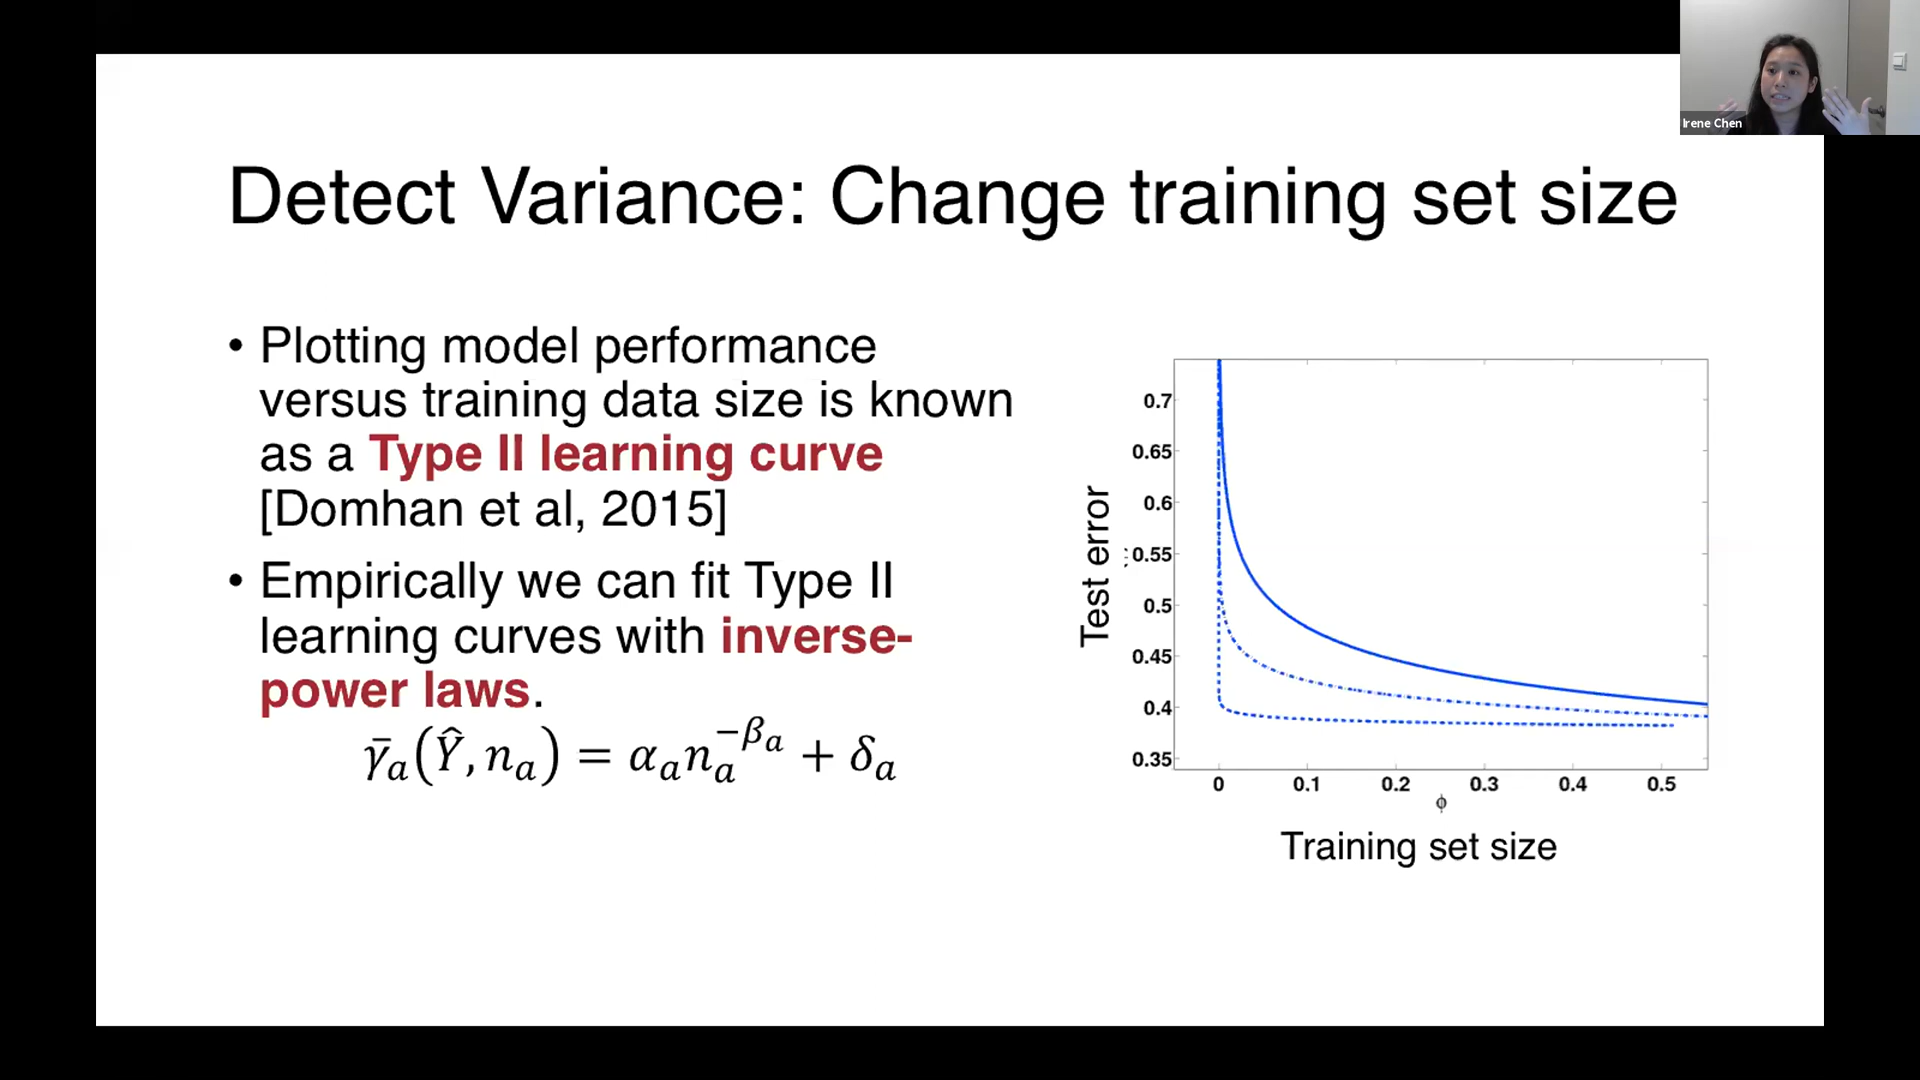 Irene Chen
Detect Variance: Change training set size
• Plotting model performance
versus training data size is known
as a Type II learning curve
[Domhan et al, 2015]
• Empirically we can fit Type II
learning curves with inverse-
power laws.
γ̄ₐ(Ŷ, nₐ) = αₐnₐ^{-βₐ} + δₐ
Test error
0.7
0.65
0.6
0.55
0.5
0.45
0.4
0.35
0 0.1 0.2 0.3 0.4 0.5
ϕ
Training set size